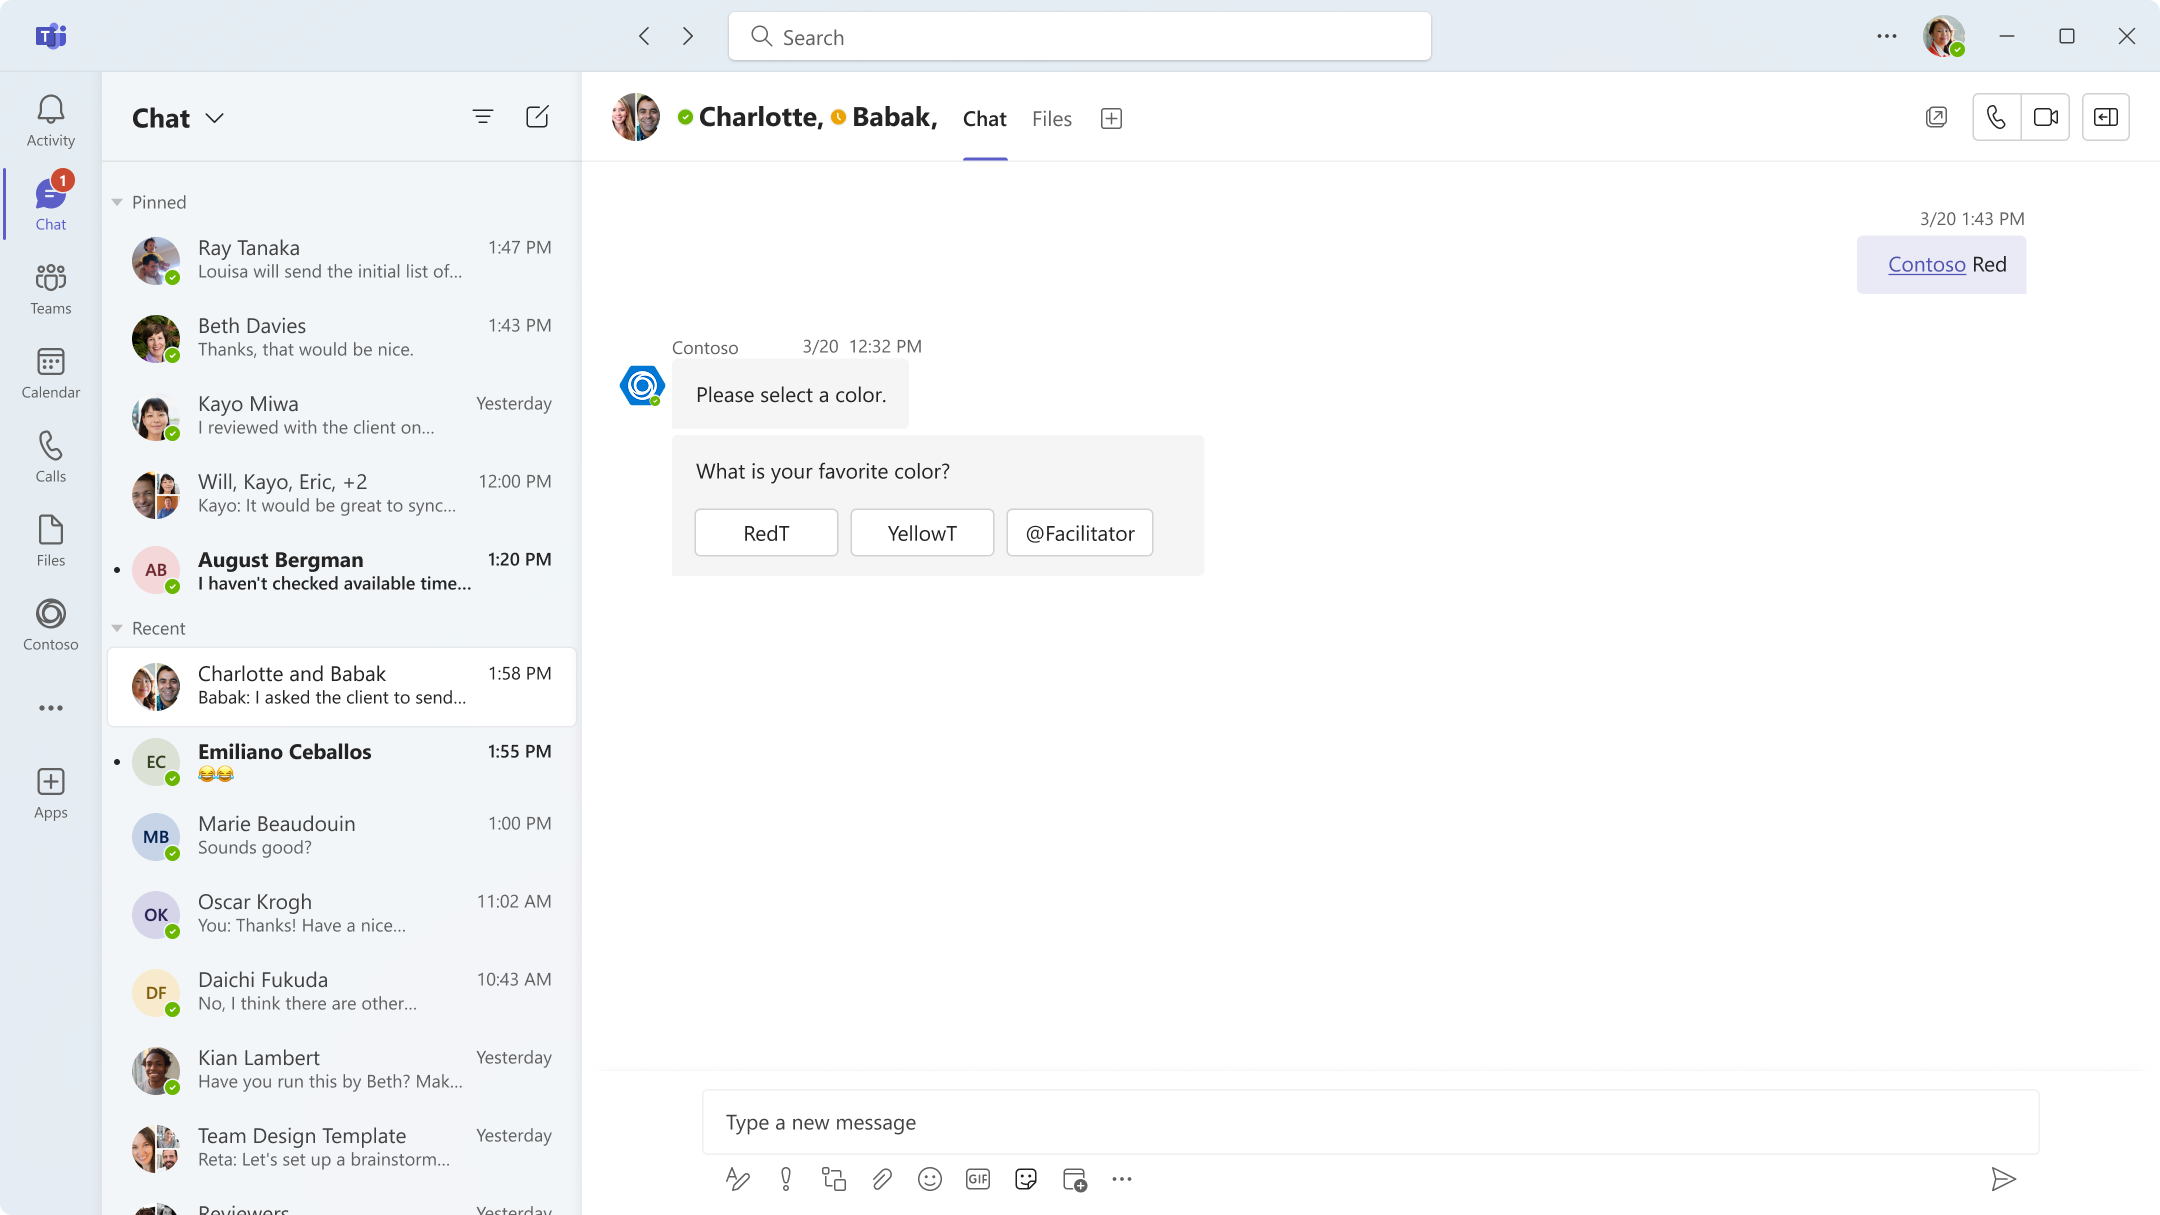 Search
Activity
1
Chat
Teams
Calendar
Calls
Files
Contoso
Apps
Chat
Pinned
Ray Tanaka 1:47 PM
Louisa will send the initial list of...
Beth Davies 1:43 PM
Thanks, that would be nice.
Kayo Miwa Yesterday
I reviewed with the client on...
Will, Kayo, Eric, +2 12:00 PM
Kayo: It would be great to sync...
AB
August Bergman 1:20 PM
I haven't checked available time...
Recent
Charlotte and Babak 1:58 PM
Babak: I asked the client to send...
EC
Emiliano Ceballos 1:55 PM
😂😂
MB
Marie Beaudouin 1:00 PM
Sounds good?
OK
Oscar Krogh 11:02 AM
You: Thanks! Have a nice...
DF
Daichi Fukuda 10:43 AM
No, I think there are other...
Kian Lambert Yesterday
Have you run this by Beth? Mak...
Team Design Template Yesterday
Reta: Let's set up a brainstorm...
Reviewers Yesterday
Charlotte, Babak, Chat Files
3/20 1:43 PM
Contoso Red
Contoso 3/20 12:32 PM
Please select a color.
What is your favorite color?
RedT YellowT @Facilitator
Type a new message
GIF